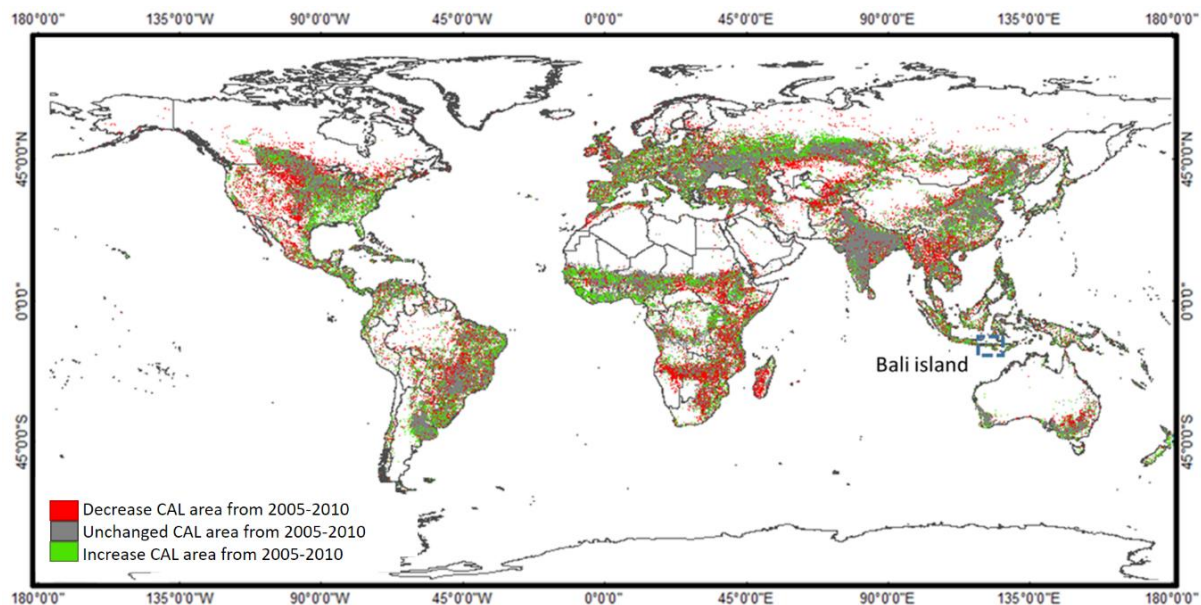 180°0'0" 135°0'0"W 90°0'0"W 45°0'0"W 0°0'0" 45°0'0"E 90°0'0"E 135°0'0"E 180°0'0"
45°0'0"N 45°0'0"N
0°0'0" 0°0'0"
Bali island
45°0'0"S 45°0'0"S
Decrease CAL area from 2005-2010
Unchanged CAL area from 2005-2010
Increase CAL area from 2005-2010
180°0'0" 135°0'0"W 90°0'0"W 45°0'0"W 0°0'0" 45°0'0"E 90°0'0"E 135°0'0"E 180°0'0"